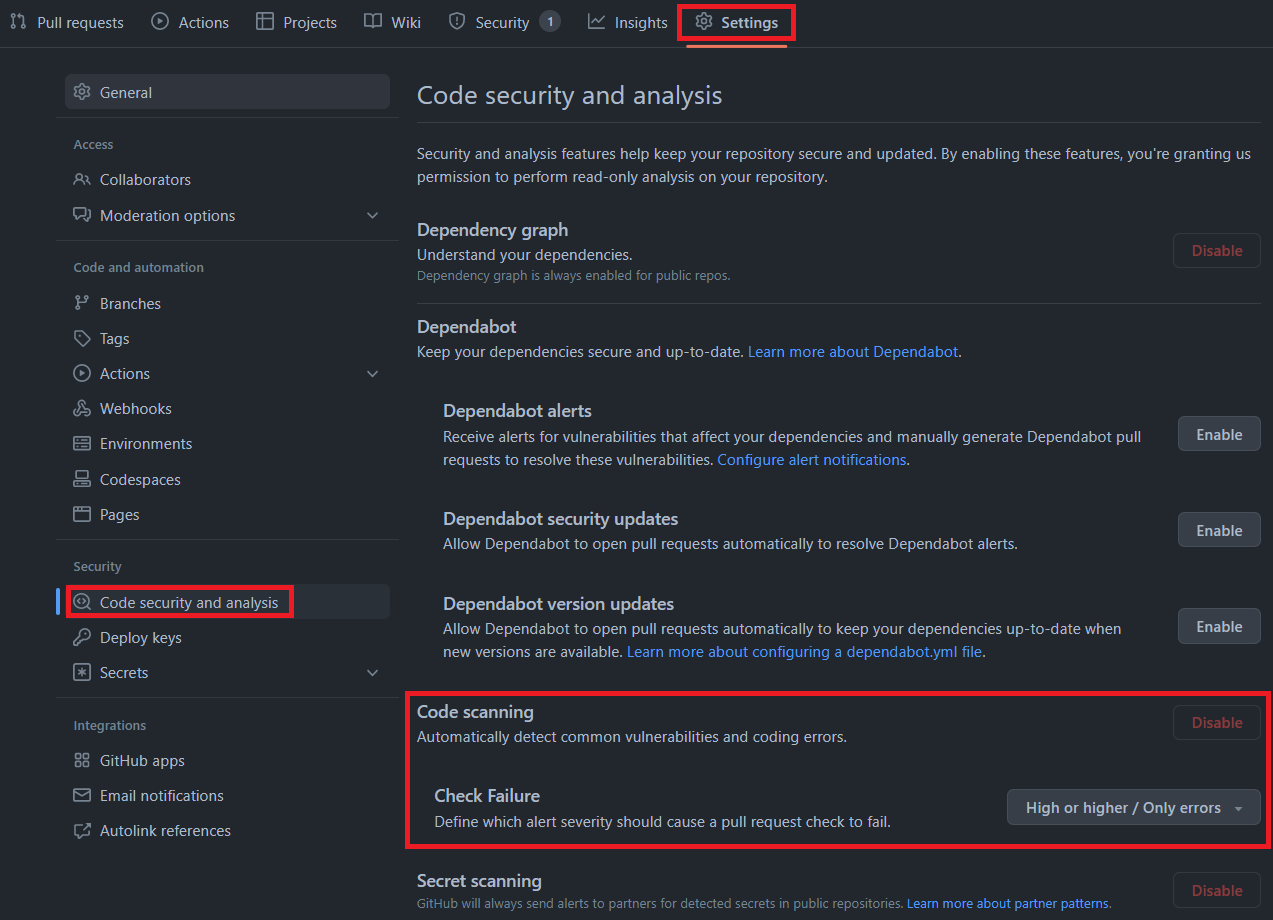 Pull requests
Actions
Projects
Wiki
Security 1
Insights
Settings
General
Access
Collaborators
Moderation options
Code and automation
Branches
Tags
Actions
Webhooks
Environments
Codespaces
Pages
Security
Code security and analysis
Deploy keys
Secrets
Integrations
GitHub apps
Email notifications
Autolink references
Code security and analysis
Security and analysis features help keep your repository secure and updated. By enabling these features, you're granting us
permission to perform read-only analysis on your repository.
Dependency graph
Understand your dependencies.
Dependency graph is always enabled for public repos.
Disable
Dependabot
Keep your dependencies secure and up-to-date. Learn more about Dependabot.
Dependabot alerts
Receive alerts for vulnerabilities that affect your dependencies and manually generate Dependabot pull
requests to resolve these vulnerabilities. Configure alert notifications.
Enable
Dependabot security updates
Allow Dependabot to open pull requests automatically to resolve Dependabot alerts.
Enable
Dependabot version updates
Allow Dependabot to open pull requests automatically to keep your dependencies up-to-date when
new versions are available. Learn more about configuring a dependabot.yml file.
Enable
Code scanning
Automatically detect common vulnerabilities and coding errors.
Disable
Check Failure
Define which alert severity should cause a pull request check to fail.
High or higher / Only errors
Secret scanning
GitHub will always send alerts to partners for detected secrets in public repositories. Learn more about partner patterns.
Disable